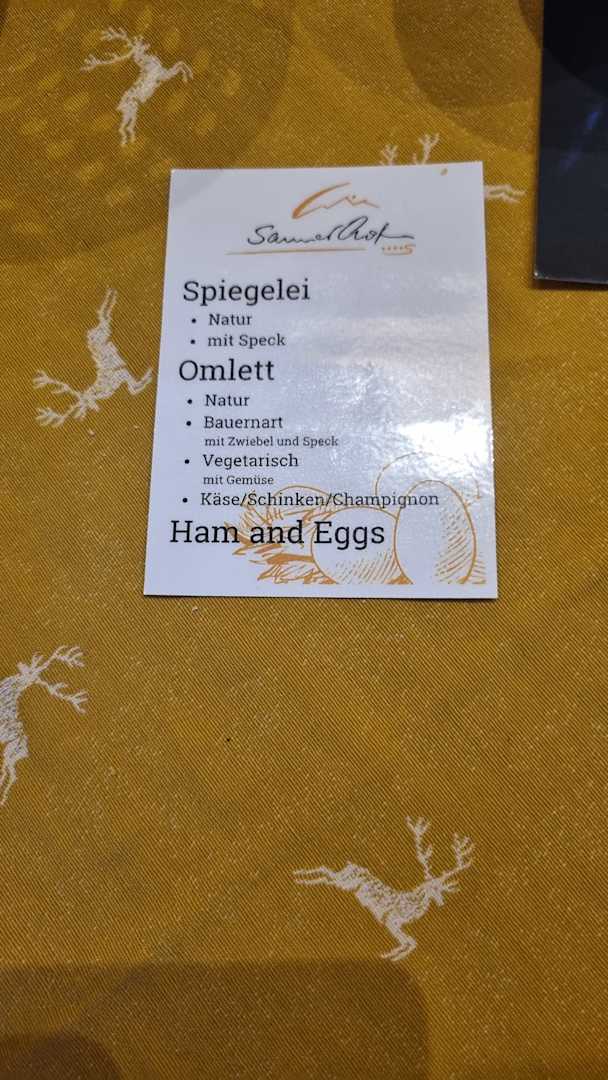 Spiegelei
• Natur
• mit Speck
Omlett
• Natur
• Bauernart
mit Zwiebel und Speck
• Vegetarisch
mit Gemüse
• Käse/Schinken/Champignon
Ham and Eggs